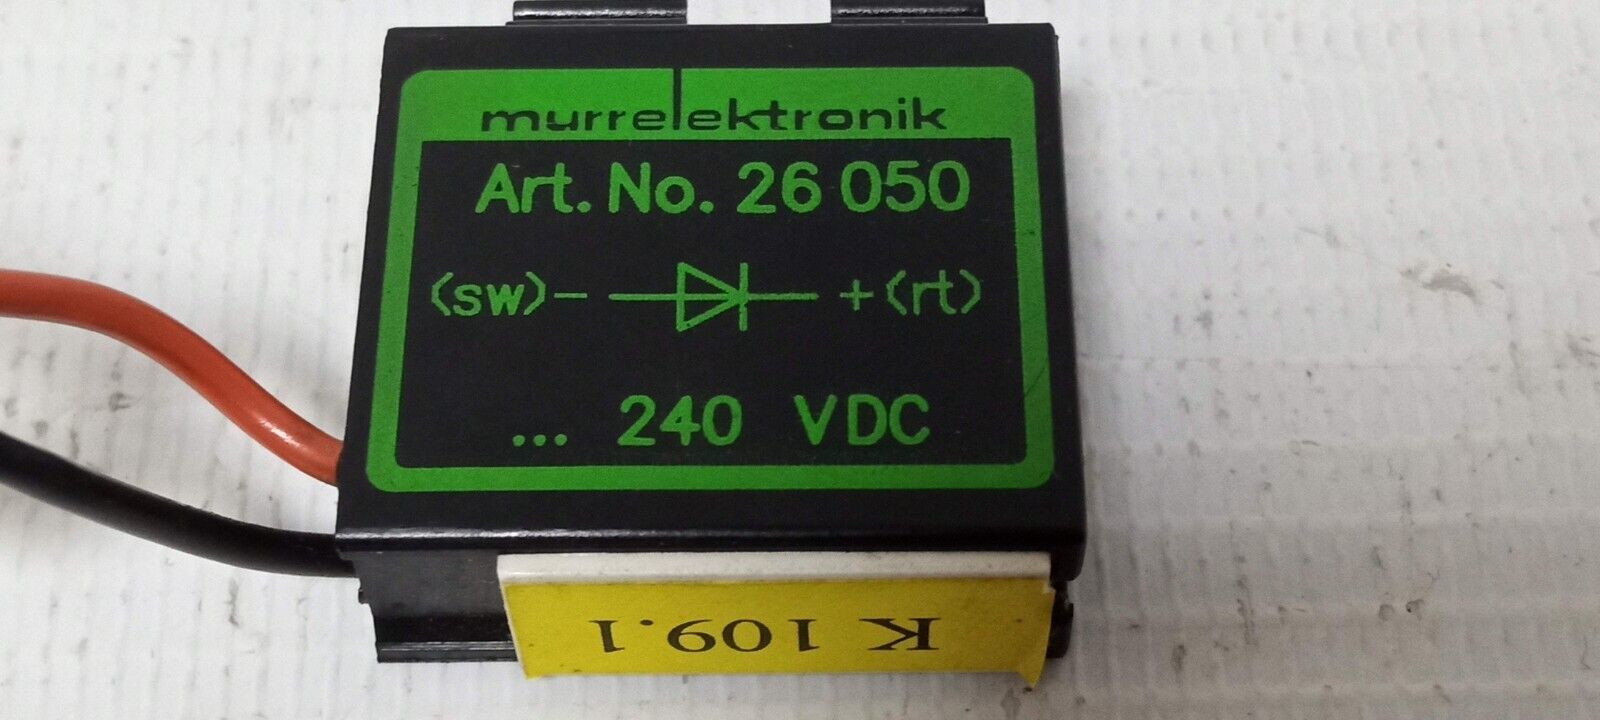 murrelektronik
Art. No. 26 050
(sw)- +(rt)
... 240 VDC
K 109.1